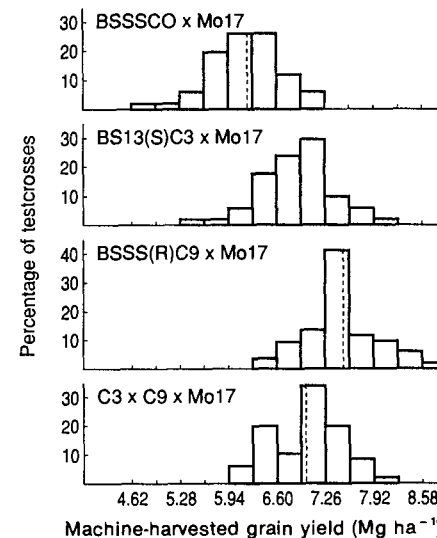 BSSSCO x Mo17
30
20
10
BS13(S)C3 x Mo17
30
20
10
BSSS(R)C9 x Mo17
40
30
20
10
C3 x C9 x Mo17
30
20
10
Percentage of testcrosses
4.62 5.28 5.94 6.60 7.26 7.92 8.58
Machine-harvested grain yield (Mg ha⁻¹